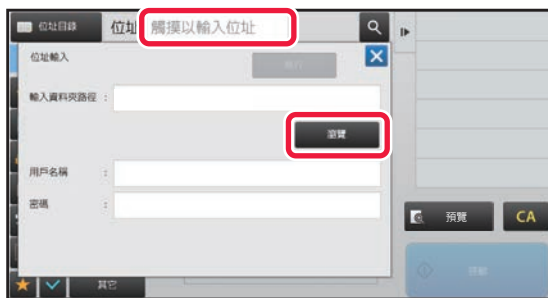 位址目錄 位址 觸摸以輸入位址
位址輸入
輸入資料夾路徑 :
瀏覽
用戶名稱 :
密碼 :
預覽 CA
其它